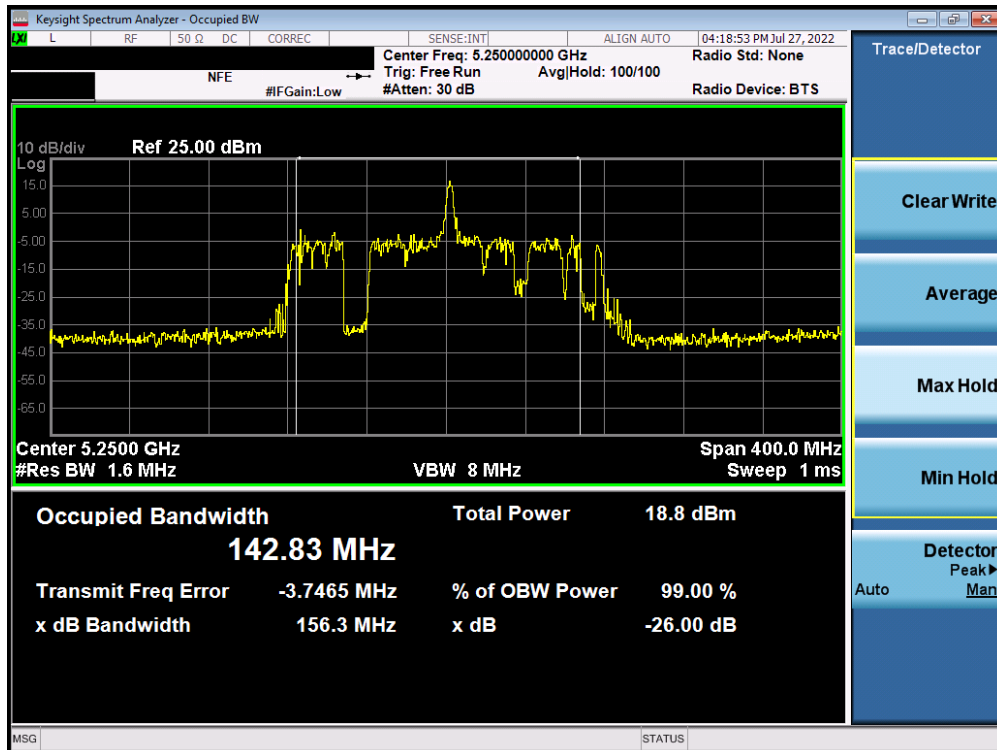 LXI Keysight Spectrum Analyzer - Occupied BW
LXI L RF 50 Ω DC CORREC SENSE:INT ALIGN AUTO 04:18:53 PM Jul 27, 2022
NFE
#IFGain:Low
Center Freq: 5.250000000 GHz
Trig: Free Run Avg|Hold: 100/100
#Atten: 30 dB
Radio Std: None
Radio Device: BTS
10 dB/div Ref 25.00 dBm
Log
15.0
5.00
-5.00
-15.0
-25.0
-35.0
-45.0
-55.0
-65.0
Center 5.2500 GHz Span 400.0 MHz
#Res BW 1.6 MHz VBW 8 MHz Sweep 1 ms
Occupied Bandwidth Total Power 18.8 dBm
142.83 MHz
Transmit Freq Error -3.7465 MHz % of OBW Power 99.00 %
x dB Bandwidth 156.3 MHz x dB -26.00 dB
MSG STATUS
Trace/Detector
Clear Write
Average
Max Hold
Min Hold
Detector
Peak▶
Auto Man